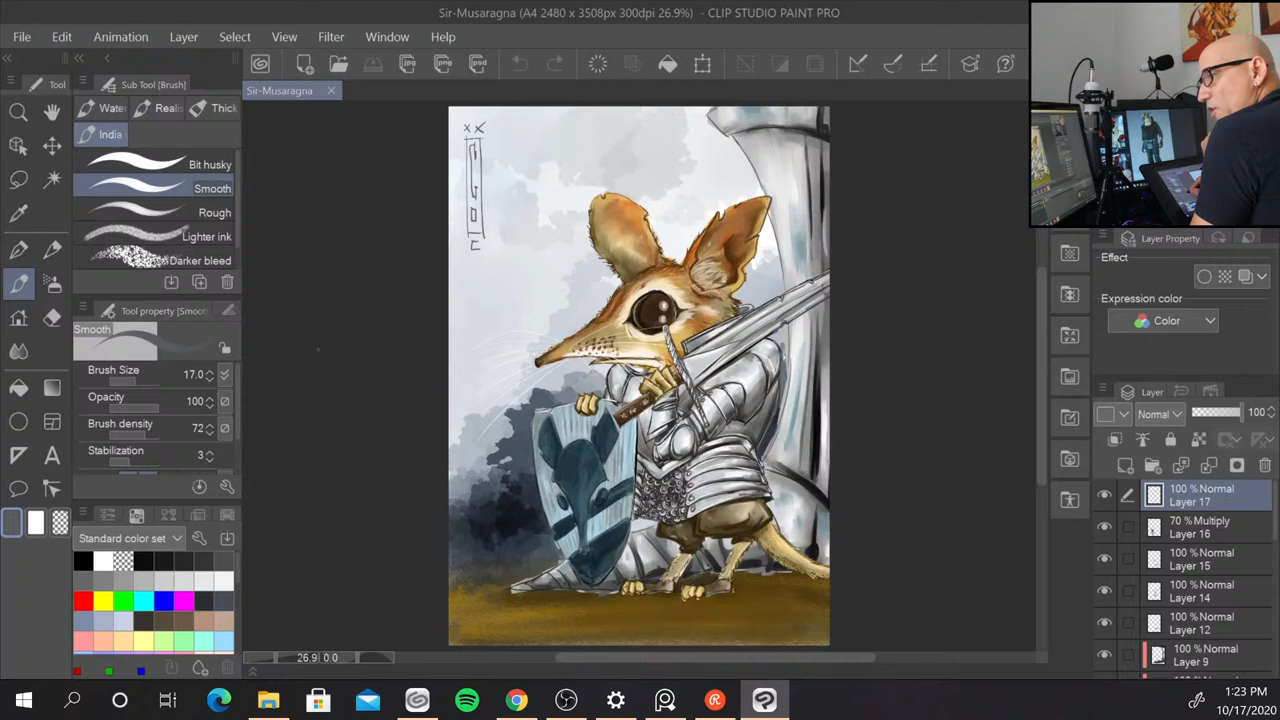 Sir-Musaragna (A4 2480 x 3508px 300dpi 26.9%) - CLIP STUDIO PAINT PRO
File Edit Animation Layer Select View Filter Window Help
Tool
Sub Tool [Brush]
Sir-Musaragna
Water
Realis
Thick
India
Bit husky
Smooth
Rough
Lighter ink
Darker bleed
Tool property [Smoot
Smooth
Brush Size 17.0
Opacity 100
Brush density 72
Stabilization 3
Standard color set
26.9 0.0
Layer Property
Effect
Expression color
Color
Layer
Normal 100
100 % Normal
Layer 17
70 % Multiply
Layer 16
100 % Normal
Layer 15
100 % Normal
Layer 14
100 % Normal
Layer 12
100 % Normal
Layer 9
1:23 PM
10/17/2020